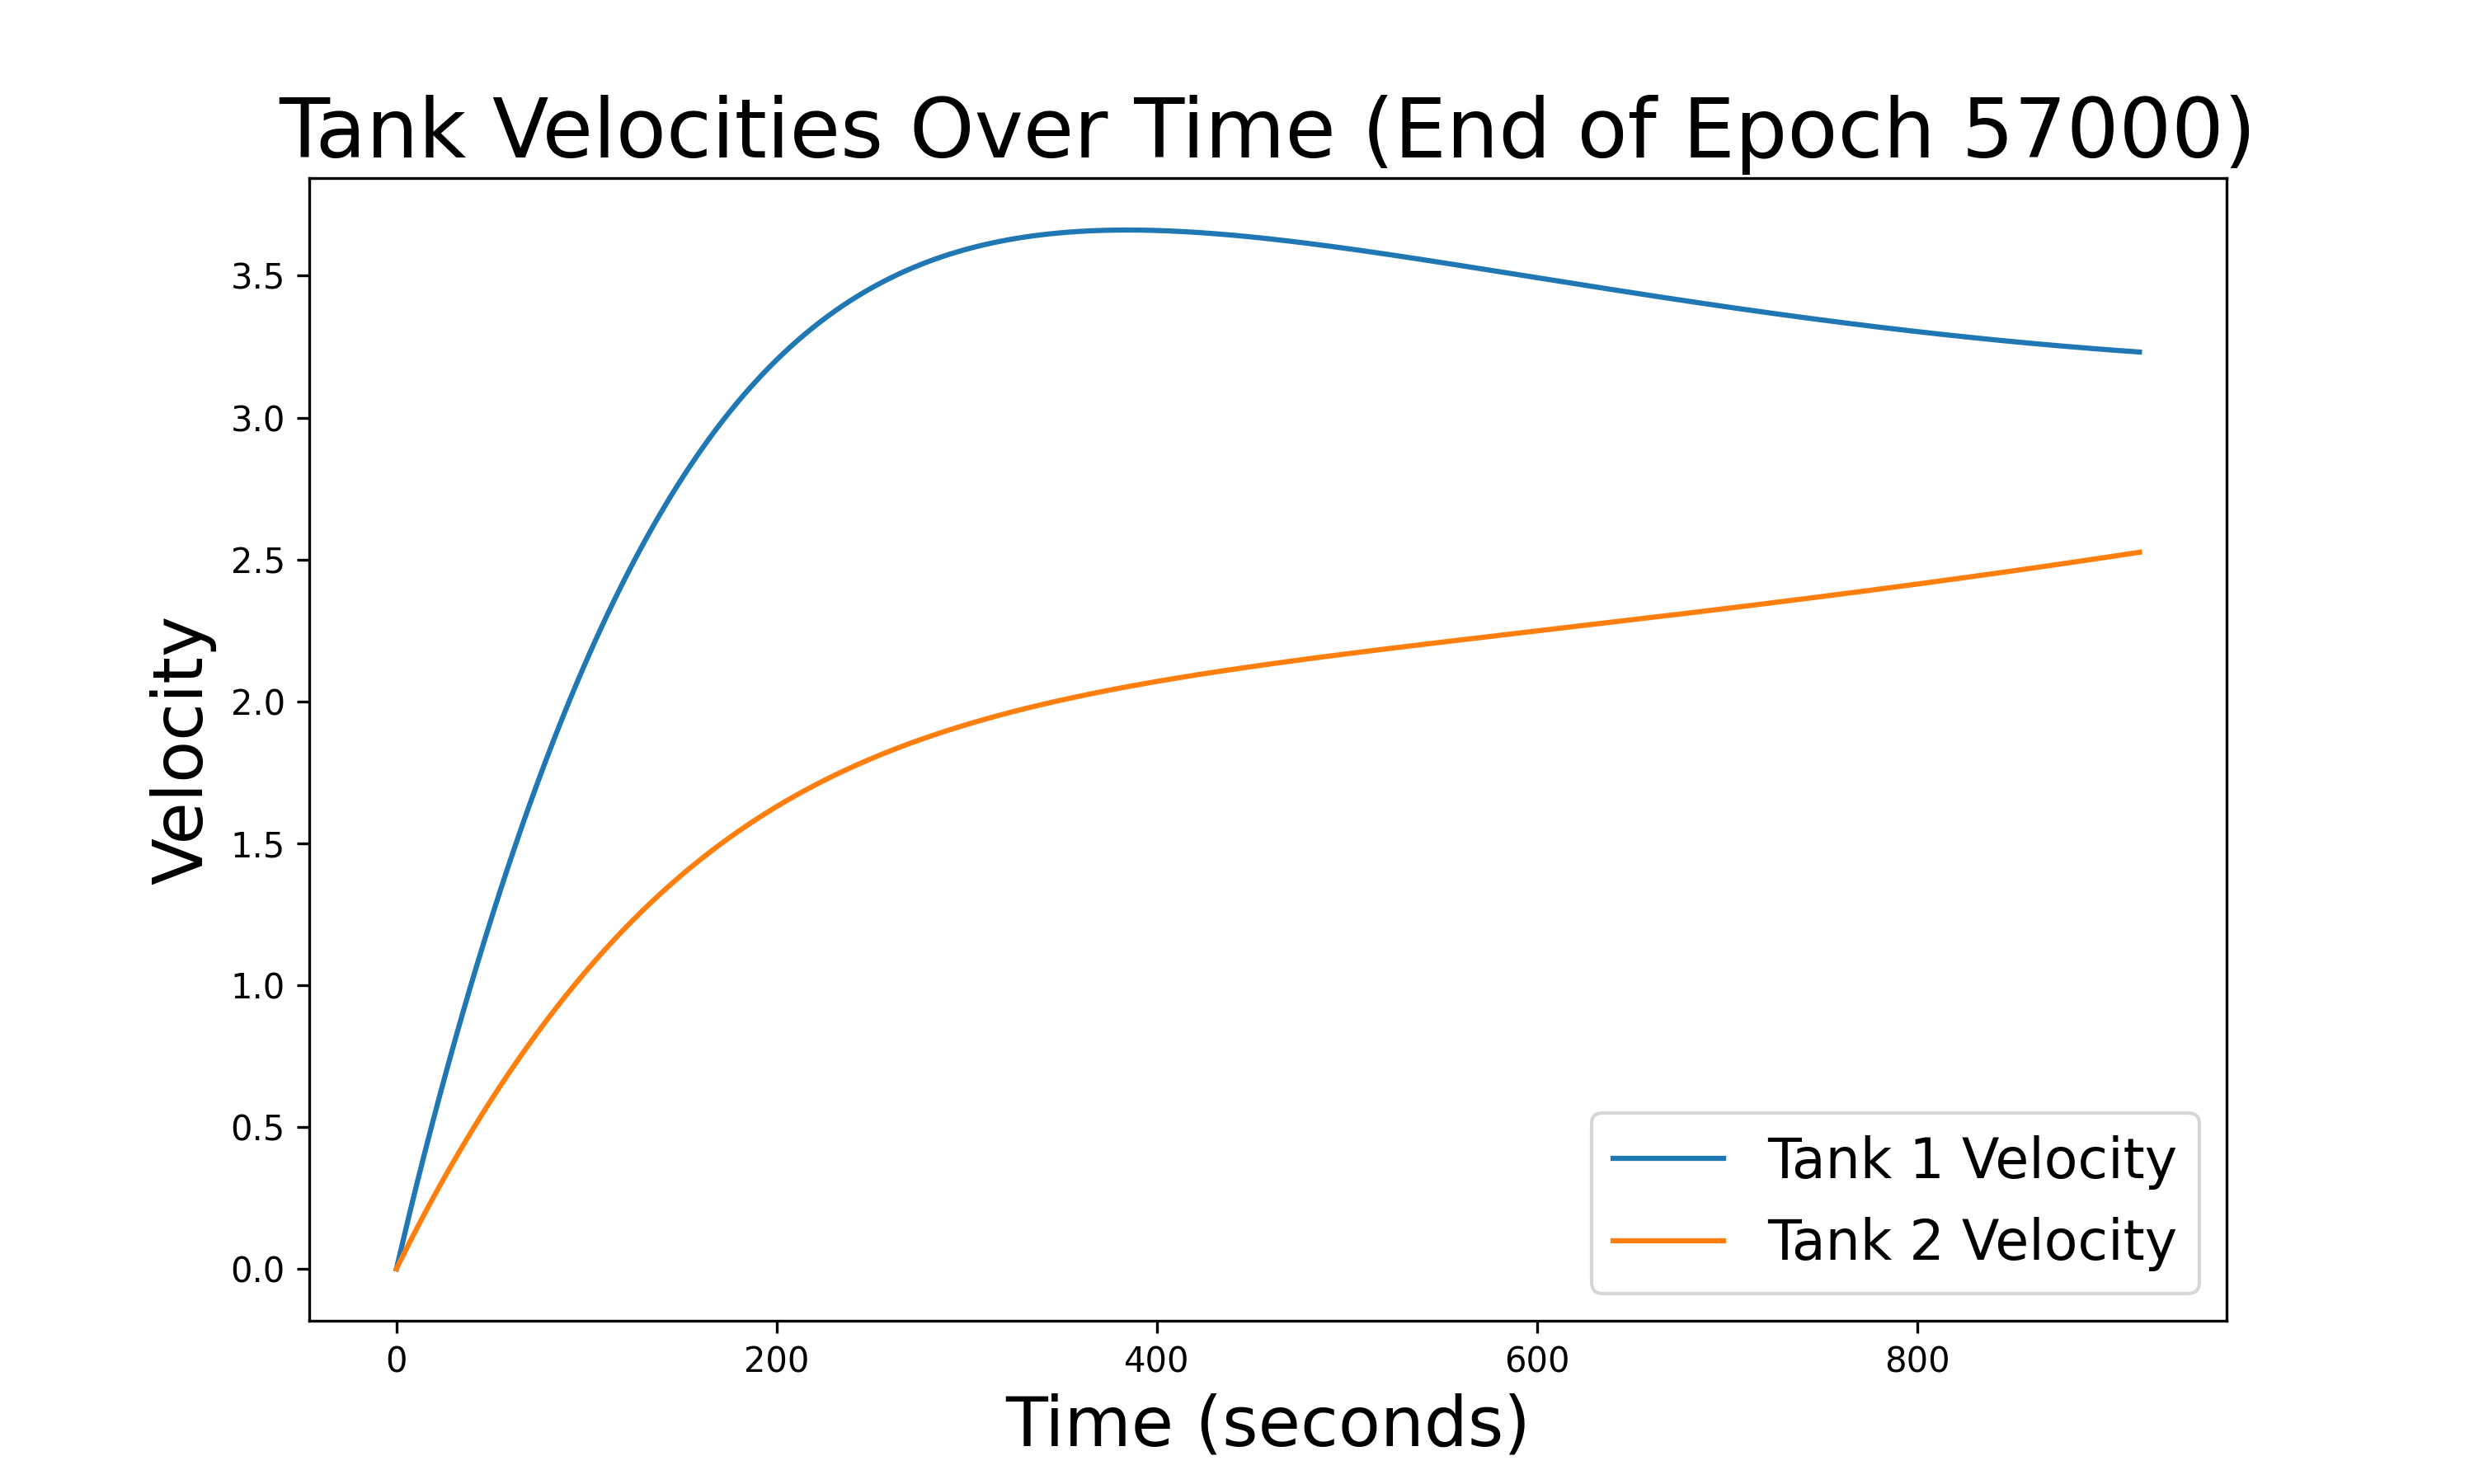 Tank Velocities Over Time (End of Epoch 57000)
3.5
3.0
2.5
2.0
1.5
1.0
0.5
0.0
Velocity
Tank 1 Velocity
Tank 2 Velocity
0 200 400 600 800
Time (seconds)